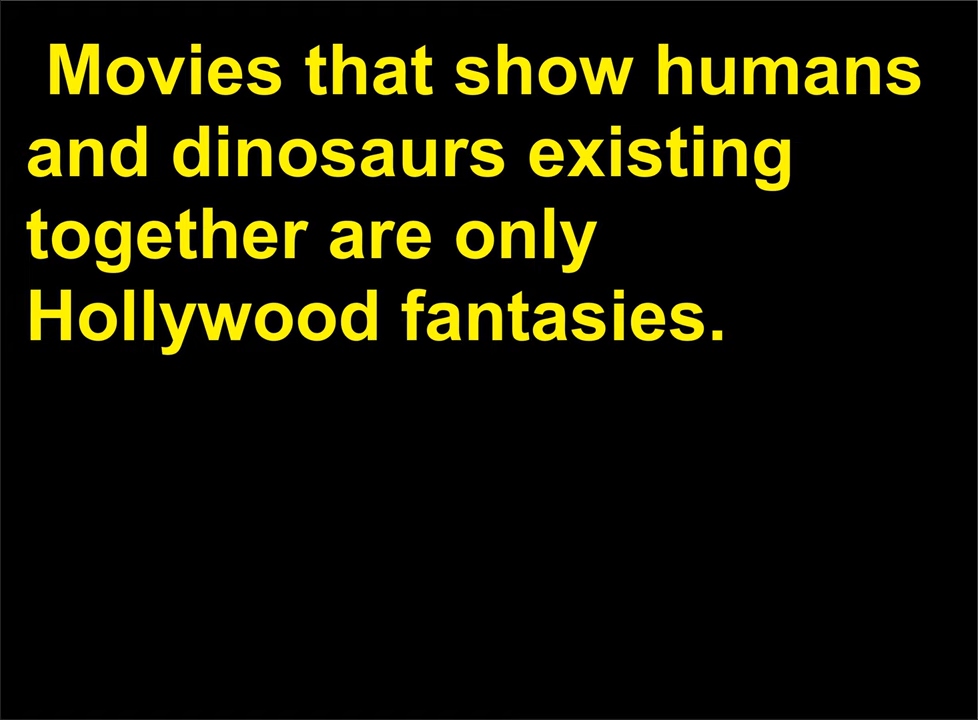 Movies that show humans
and dinosaurs existing
together are only
Hollywood fantasies.